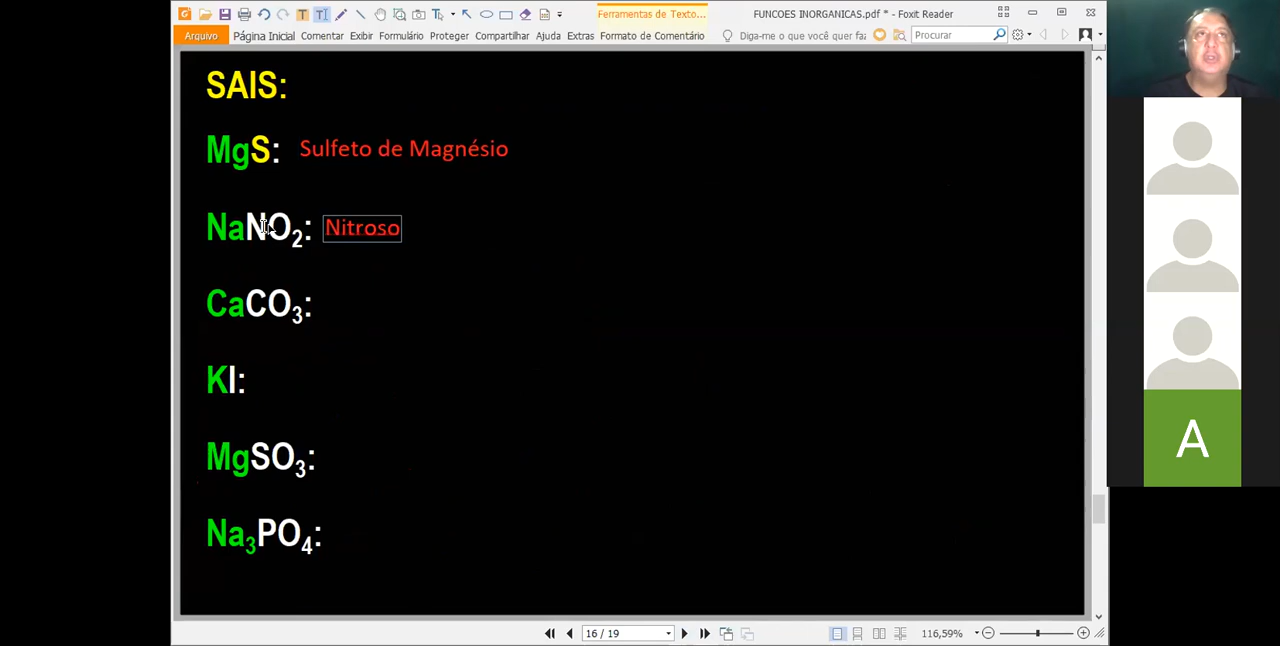 Ferramentas de Texto...
FUNCOES INORGANICAS.pdf * - Foxit Reader
Arquivo Página Inicial Comentar Exibir Formulário Proteger Compartilhar Ajuda Extras Formato de Comentário Diga-me o que você quer faz Procurar
SAIS:
MgS: Sulfeto de Magnésio
NaNO₂: Nitroso
CaCO₃:
KI:
MgSO₃:
Na₃PO₄:
A
16 / 19
116,59%